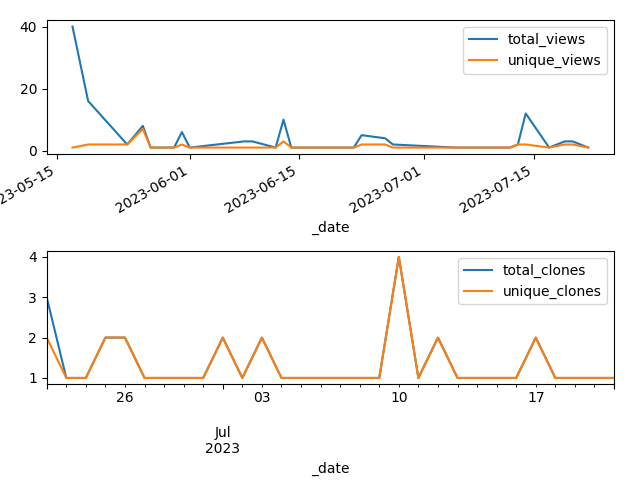 40
20
0
total_views
unique_views
2023-05-15
2023-06-01
2023-06-15
2023-07-01
2023-07-15
_date
4
3
2
1
total_clones
unique_clones
26
03
10
17
Jul
2023
_date